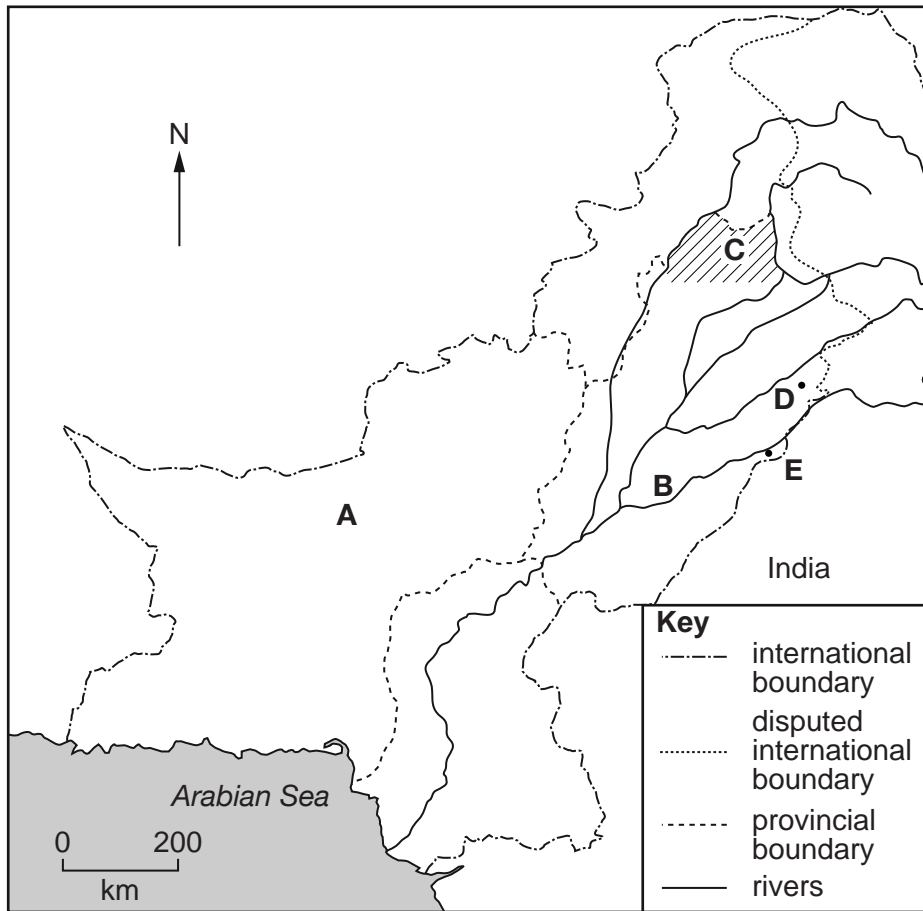 N
C
D
E
B
A
India
Arabian Sea
0 200
km
Key
international
boundary
disputed
international
boundary
provincial
boundary
rivers